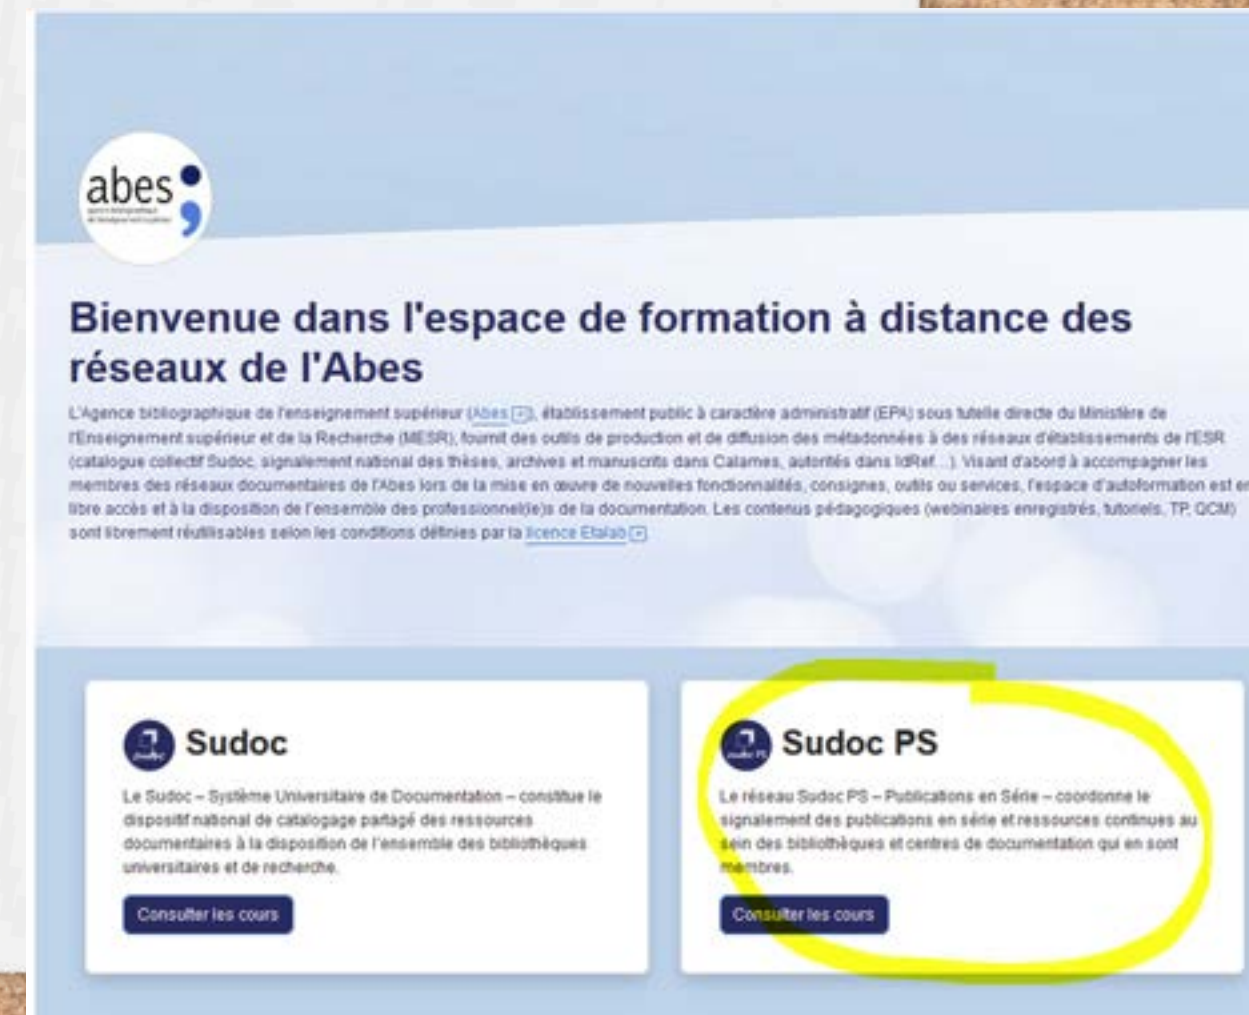 abes
Bienvenue dans l'espace de formation à distance des
réseaux de l'Abes
L'Agence bibliographique de l'enseignement supérieur (Abes), établissement public à caractère administratif (EPA) sous tutelle directe du Ministère de
l'Enseignement supérieur et de la Recherche (MESR), fournit des outils de production et de diffusion des métadonnées à des réseaux d'établissements de l'ESR
(catalogue collectif Sudoc, signalement national des thèses, archives et manuscrits dans Calames, autorités dans IdRef...). Visant d'abord à accompagner les
membres des réseaux documentaires de l'Abes lors de la mise en œuvre de nouvelles fonctionnalités, consignes, outils ou services, l'espace d'autoformation est en
libre accès et à la disposition de l'ensemble des professionnel(le)s de la documentation. Les contenus pédagogiques (webinaires enregistrés, tutoriels, TP, QCM)
sont librement réutilisables selon les conditions définies par la licence Etalab
Sudoc
Le Sudoc – Système Universitaire de Documentation – constitue le
dispositif national de catalogage partagé des ressources
documentaires à la disposition de l'ensemble des bibliothèques
universitaires et de recherche.
Consulter les cours
Sudoc PS
Le réseau Sudoc PS – Publications en Série – coordonne le
signalement des publications en série et ressources continues au
sein des bibliothèques et centres de documentation qui en sont
membres.
Consulter les cours